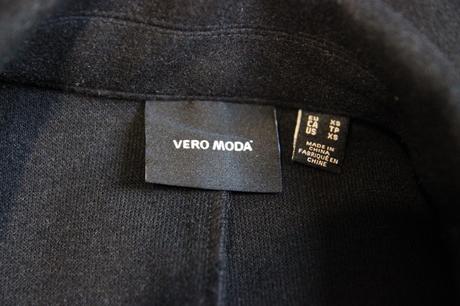 VERO MODA
EU XS
CA TP
US XS
MADE IN
CHINA
FABRIQUÉ EN
CHINE